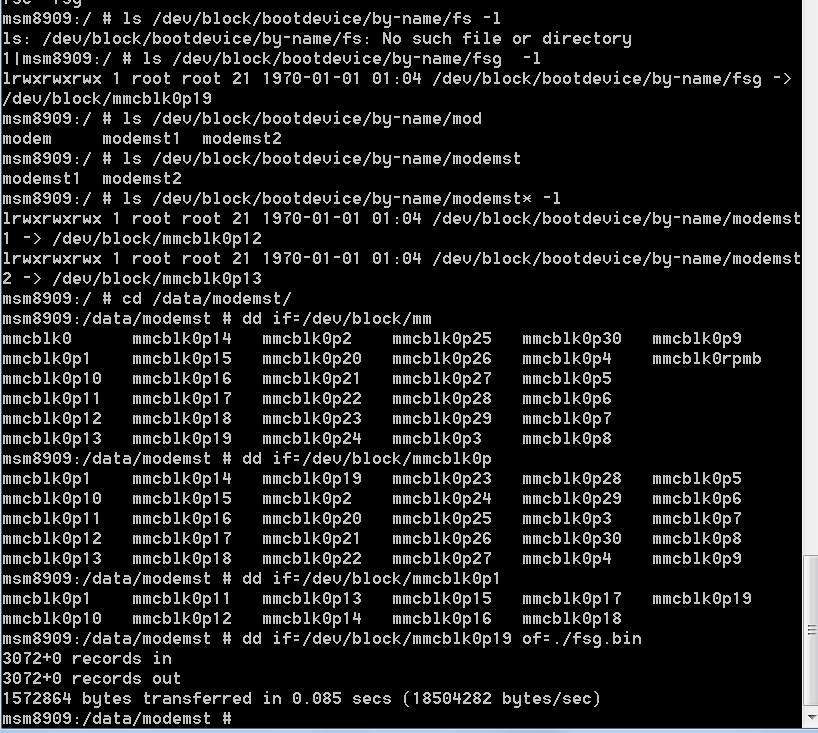 fsc  fsg
msm8909:/ # ls /dev/block/bootdevice/by-name/fs -l
ls: /dev/block/bootdevice/by-name/fs: No such file or directory
1|msm8909:/ # ls /dev/block/bootdevice/by-name/fsg  -l
lrwxrwxrwx 1 root root 21 1970-01-01 01:04 /dev/block/bootdevice/by-name/fsg ->
/dev/block/mmcblk0p19
msm8909:/ # ls /dev/block/bootdevice/by-name/mod
modem     modemst1  modemst2
msm8909:/ # ls /dev/block/bootdevice/by-name/modemst
modemst1  modemst2
msm8909:/ # ls /dev/block/bootdevice/by-name/modemst* -l
lrwxrwxrwx 1 root root 21 1970-01-01 01:04 /dev/block/bootdevice/by-name/modemst
1 -> /dev/block/mmcblk0p12
lrwxrwxrwx 1 root root 21 1970-01-01 01:04 /dev/block/bootdevice/by-name/modemst
2 -> /dev/block/mmcblk0p13
msm8909:/ # cd /data/modemst/
msm8909:/data/modemst # dd if=/dev/block/mm
mmcblk0      mmcblk0p14   mmcblk0p2    mmcblk0p25   mmcblk0p30   mmcblk0p9
mmcblk0p1    mmcblk0p15   mmcblk0p20   mmcblk0p26   mmcblk0p4    mmcblk0rpmb
mmcblk0p10   mmcblk0p16   mmcblk0p21   mmcblk0p27   mmcblk0p5
mmcblk0p11   mmcblk0p17   mmcblk0p22   mmcblk0p28   mmcblk0p6
mmcblk0p12   mmcblk0p18   mmcblk0p23   mmcblk0p29   mmcblk0p7
mmcblk0p13   mmcblk0p19   mmcblk0p24   mmcblk0p3    mmcblk0p8
msm8909:/data/modemst # dd if=/dev/block/mmcblk0p
mmcblk0p1    mmcblk0p14   mmcblk0p19   mmcblk0p23   mmcblk0p28   mmcblk0p5
mmcblk0p10   mmcblk0p15   mmcblk0p2    mmcblk0p24   mmcblk0p29   mmcblk0p6
mmcblk0p11   mmcblk0p16   mmcblk0p20   mmcblk0p25   mmcblk0p3    mmcblk0p7
mmcblk0p12   mmcblk0p17   mmcblk0p21   mmcblk0p26   mmcblk0p30   mmcblk0p8
mmcblk0p13   mmcblk0p18   mmcblk0p22   mmcblk0p27   mmcblk0p4    mmcblk0p9
msm8909:/data/modemst # dd if=/dev/block/mmcblk0p1
mmcblk0p1    mmcblk0p11   mmcblk0p13   mmcblk0p15   mmcblk0p17   mmcblk0p19
mmcblk0p10   mmcblk0p12   mmcblk0p14   mmcblk0p16   mmcblk0p18
msm8909:/data/modemst # dd if=/dev/block/mmcblk0p19 of=./fsg.bin
3072+0 records in
3072+0 records out
1572864 bytes transferred in 0.085 secs (18504282 bytes/sec)
msm8909:/data/modemst #